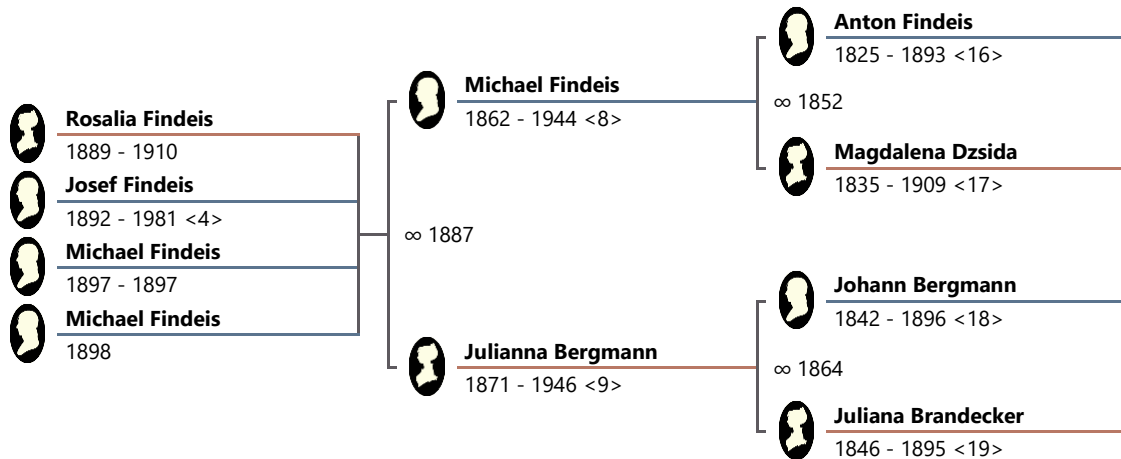 Rosalia Findeis
1889 - 1910
Josef Findeis
1892 - 1981 <4>
Michael Findeis
1897 - 1897
Michael Findeis
1898
Michael Findeis
1862 - 1944 <8>
∞ 1887
Julianna Bergmann
1871 - 1946 <9>
Anton Findeis
1825 - 1893 <16>
∞ 1852
Magdalena Dzsida
1835 - 1909 <17>
Johann Bergmann
1842 - 1896 <18>
∞ 1864
Juliana Brandecker
1846 - 1895 <19>